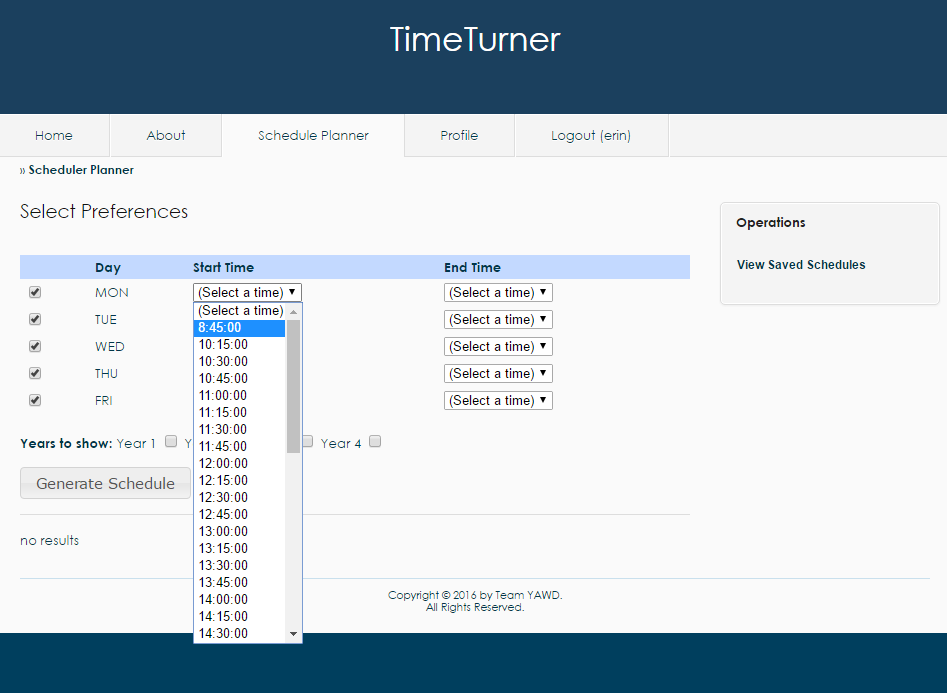 TimeTurner
Home About Schedule Planner Profile Logout (erin)
» Scheduler Planner
Select Preferences
Operations
View Saved Schedules
Day Start Time End Time
MON (Select a time) (Select a time)
TUE (Select a time)
WED (Select a time)
THU (Select a time)
FRI (Select a time)
(Select a time)
8:45:00
10:15:00
10:30:00
10:45:00
11:00:00
11:15:00
11:30:00
11:45:00
12:00:00
12:15:00
12:30:00
12:45:00
13:00:00
13:15:00
13:30:00
13:45:00
14:00:00
14:15:00
14:30:00
Years to show: Year 1 Y Year 4
Generate Schedule
no results
Copyright © 2016 by Team YAWD.
All Rights Reserved.